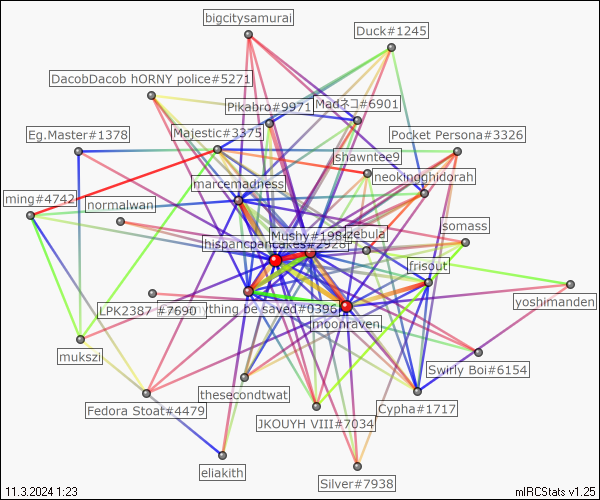 bigcitysamurai
Duck#1245
DacobDacob hORNY police#5271
Pikabro#9971
Madネコ#6901
Eg.Master#1378
Majestic#3375
Pocket Persona#3326
shawntee9
marcemadness
neoknoghidorah
ming#4742
normalwan
somass
Mushy#198
zebula
hispancpancakes#2928
frisout
yoshimanden
LPK2387 #7690
ything be saved#0396
moonraven
mukszi
Swirly Boi#6154
thesecondtwat
Fedora Stoat#4479
Cypha#1717
JKOUYH VIII#7034
eliakith
Silver#7938
11.3.2024 1:23
mIRCStats v1.25